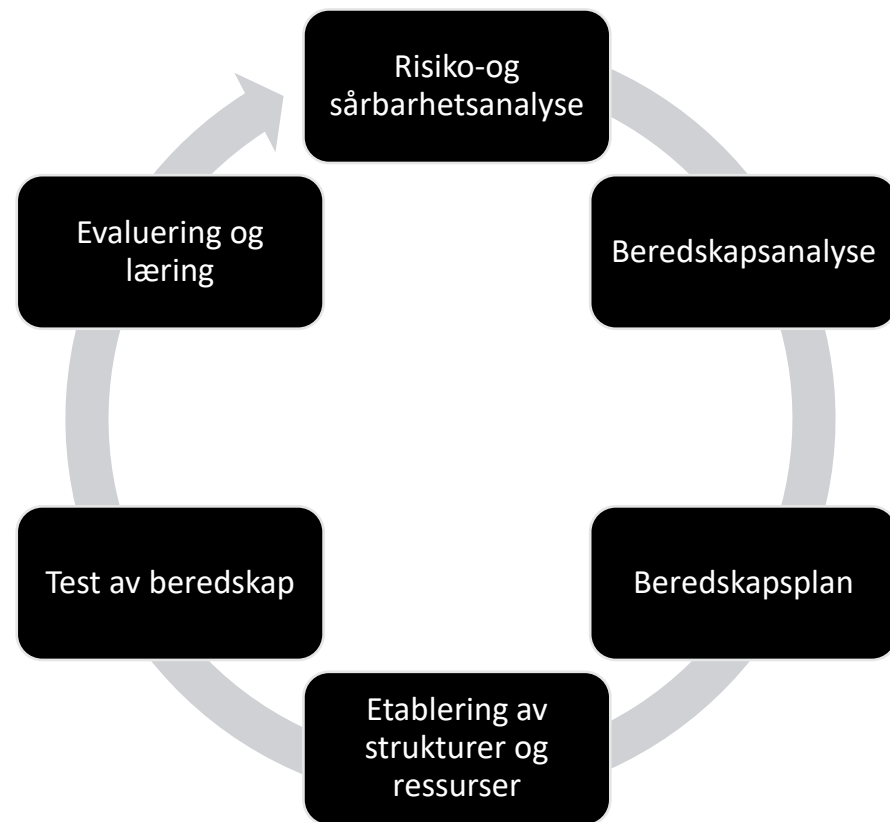 Risiko-og
sårbarhetsanalyse
Beredskapsanalyse
Beredskapsplan
Etablering av
strukturer og
ressurser
Test av beredskap
Evaluering og
læring